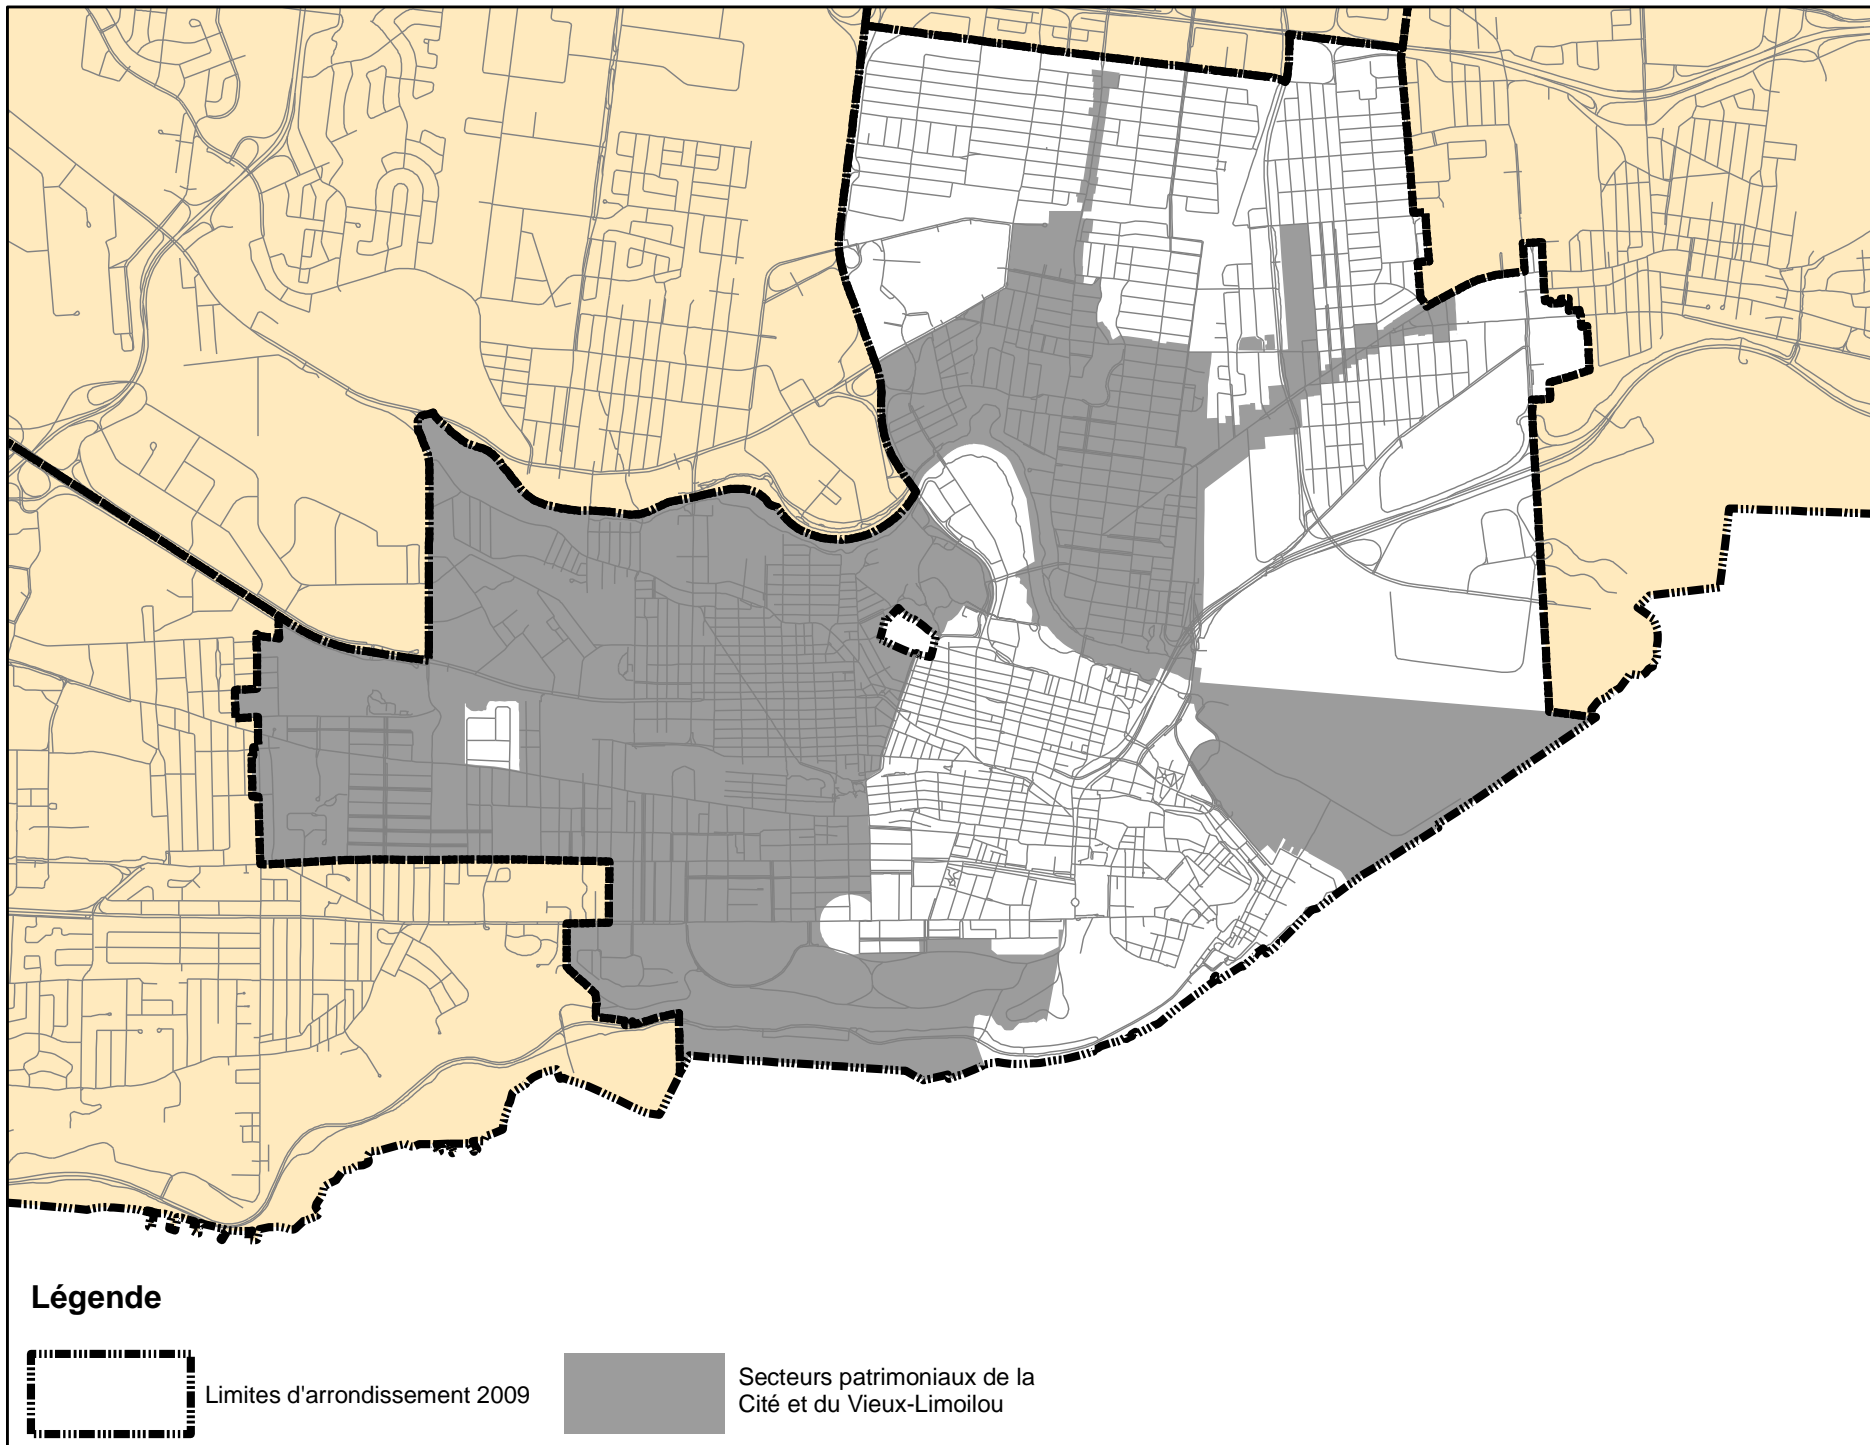 Légende
Limites d'arrondissement 2009
Secteurs patrimoniaux de la
Cité et du Vieux-Limoilou